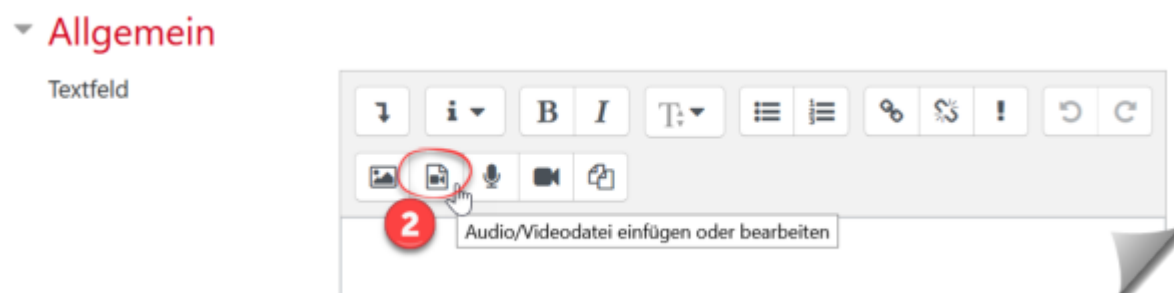 Allgemein
Textfeld
B I T
2
Audio/Videodatei einfügen oder bearbeiten